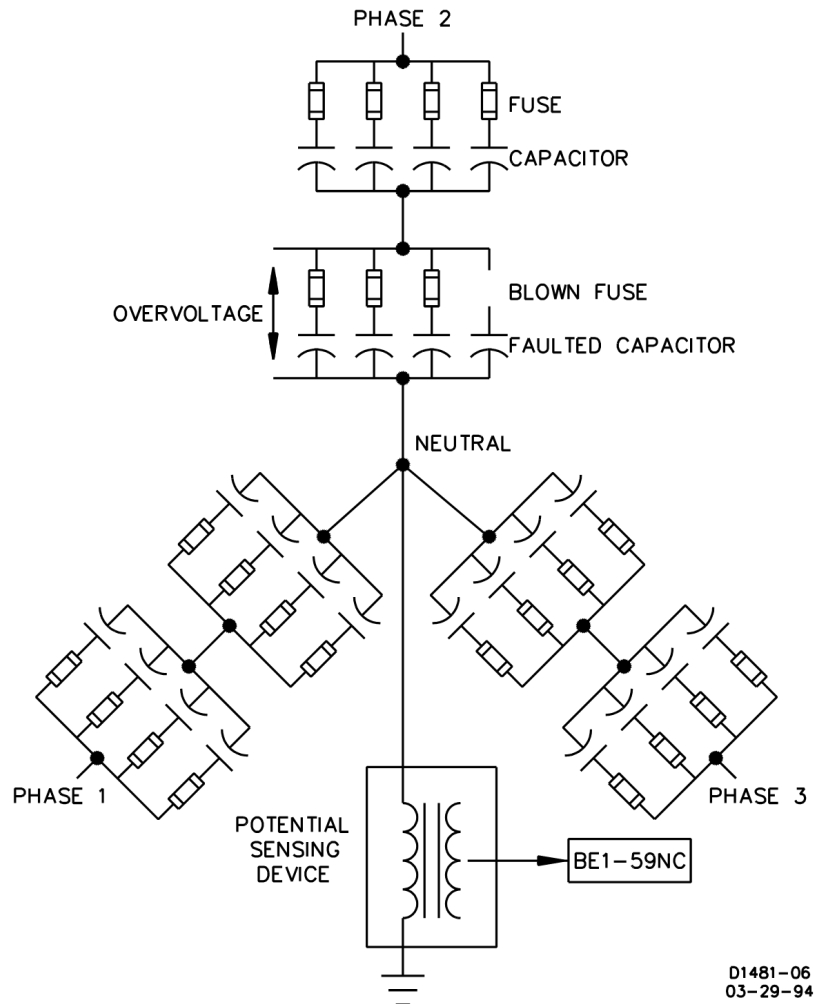 PHASE 2
FUSE
CAPACITOR
BLOWN FUSE
OVERVOLTAGE
FAULTED CAPACITOR
NEUTRAL
PHASE 1
PHASE 3
POTENTIAL
SENSING
DEVICE
BE1-59NC
D1481-06
03-29-94